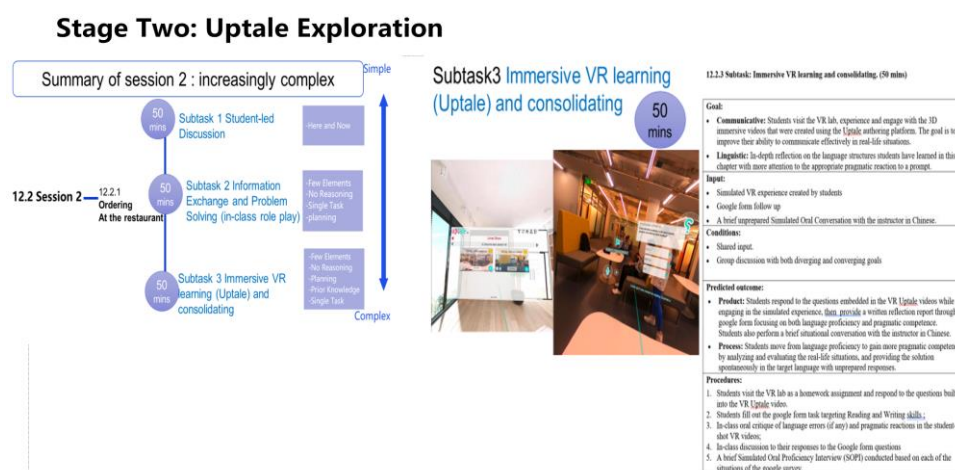 Stage Two: Uptale Exploration
Summary of session 2 : increasingly complex
Simple
50
mins
Subtask 1 Student-led
Discussion
-Here and Now
12.2 Session 2
12.2.1
Ordering
At the restaurant
50
mins
Subtask 2 Information
Exchange and Problem
Solving (in-class role play)
-Few Elements
-No Reasoning
-Single Task
-planning
50
mins
Subtask 3 Immersive VR
learning (Uptale) and
consolidating
-Few Elements
-No Reasoning
-Planning
-Prior Knowledge
-Single Task
Complex
Subtask3 Immersive VR learning
(Uptale) and consolidating
50
mins
12.2.3 Subtask: Immersive VR learning and consolidating. (50 mins)
Goal:
• Communicative: Students visit the VR lab, experience and engage with the 3D
immersive videos that were created using the Uptale authoring platform. The goal is to
improve their ability to communicate effectively in real-life situations.
• Linguistic: In-depth reflection on the language structures students have learned in this
chapter with more attention to the appropriate pragmatic reaction to a prompt.
Input:
• Simulated VR experience created by students
• Google form follow up
• A brief unprepared Simulated Oral Conversation with the instructor in Chinese.
Conditions:
• Shared input.
• Group discussion with both diverging and converging goals
Predicted outcome:
• Product: Students respond to the questions embedded in the VR Uptale videos while
engaging in the simulated experience, then provide a written reflection report through
google form focusing on both language proficiency and pragmatic competence.
Students also perform a brief situational conversation with the instructor in Chinese.
• Process: Students move from language proficiency to gain more pragmatic competen
by analyzing and evaluating the real-life situations, and providing the solution
spontaneously in the target language with unprepared responses.
Procedures:
1. Students visit the VR lab as a homework assignment and respond to the questions buil
into the VR Uptale video.
2. Students fill out the google form task targeting Reading and Writing skills ;
3. In-class oral critique of language errors (if any) and pragmatic reactions in the student-
shot VR videos;
4. In-class discussion to their responses to the Google form questions
5. A brief Simulated Oral Proficiency Interview (SOPI) conducted based on each of the
situations of the google survey